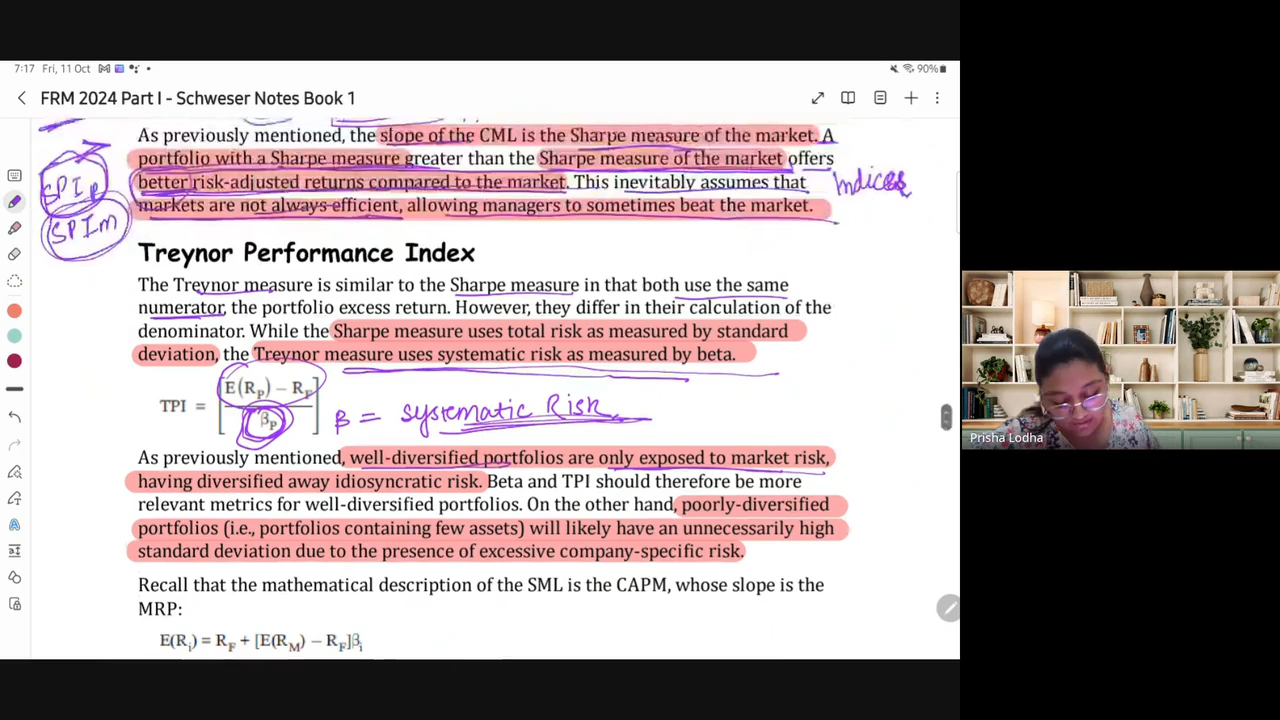 7:17 Fri, 11 Oct 90%
FRM 2024 Part I - Schweser Notes Book 1
As previously mentioned, the slope of the CML is the Sharpe measure of the market. A
portfolio with a Sharpe measure greater than the Sharpe measure of the market offers
SPIp
better risk-adjusted returns compared to the market. This inevitably assumes that Indices
markets are not always efficient, allowing managers to sometimes beat the market.
SPIm
Treynor Performance Index
The Treynor measure is similar to the Sharpe measure in that both use the same
numerator, the portfolio excess return. However, they differ in their calculation of the
denominator. While the Sharpe measure uses total risk as measured by standard
deviation, the Treynor measure uses systematic risk as measured by beta.
TPI = [E(RP) − RF / βP]
β = systematic Risk
As previously mentioned, well-diversified portfolios are only exposed to market risk,
having diversified away idiosyncratic risk. Beta and TPI should therefore be more
relevant metrics for well-diversified portfolios. On the other hand, poorly-diversified
portfolios (i.e., portfolios containing few assets) will likely have an unnecessarily high
standard deviation due to the presence of excessive company-specific risk.
Recall that the mathematical description of the SML is the CAPM, whose slope is the
MRP:
E(Ri) = RF + [E(RM) − RF]βi
Prisha Lodha